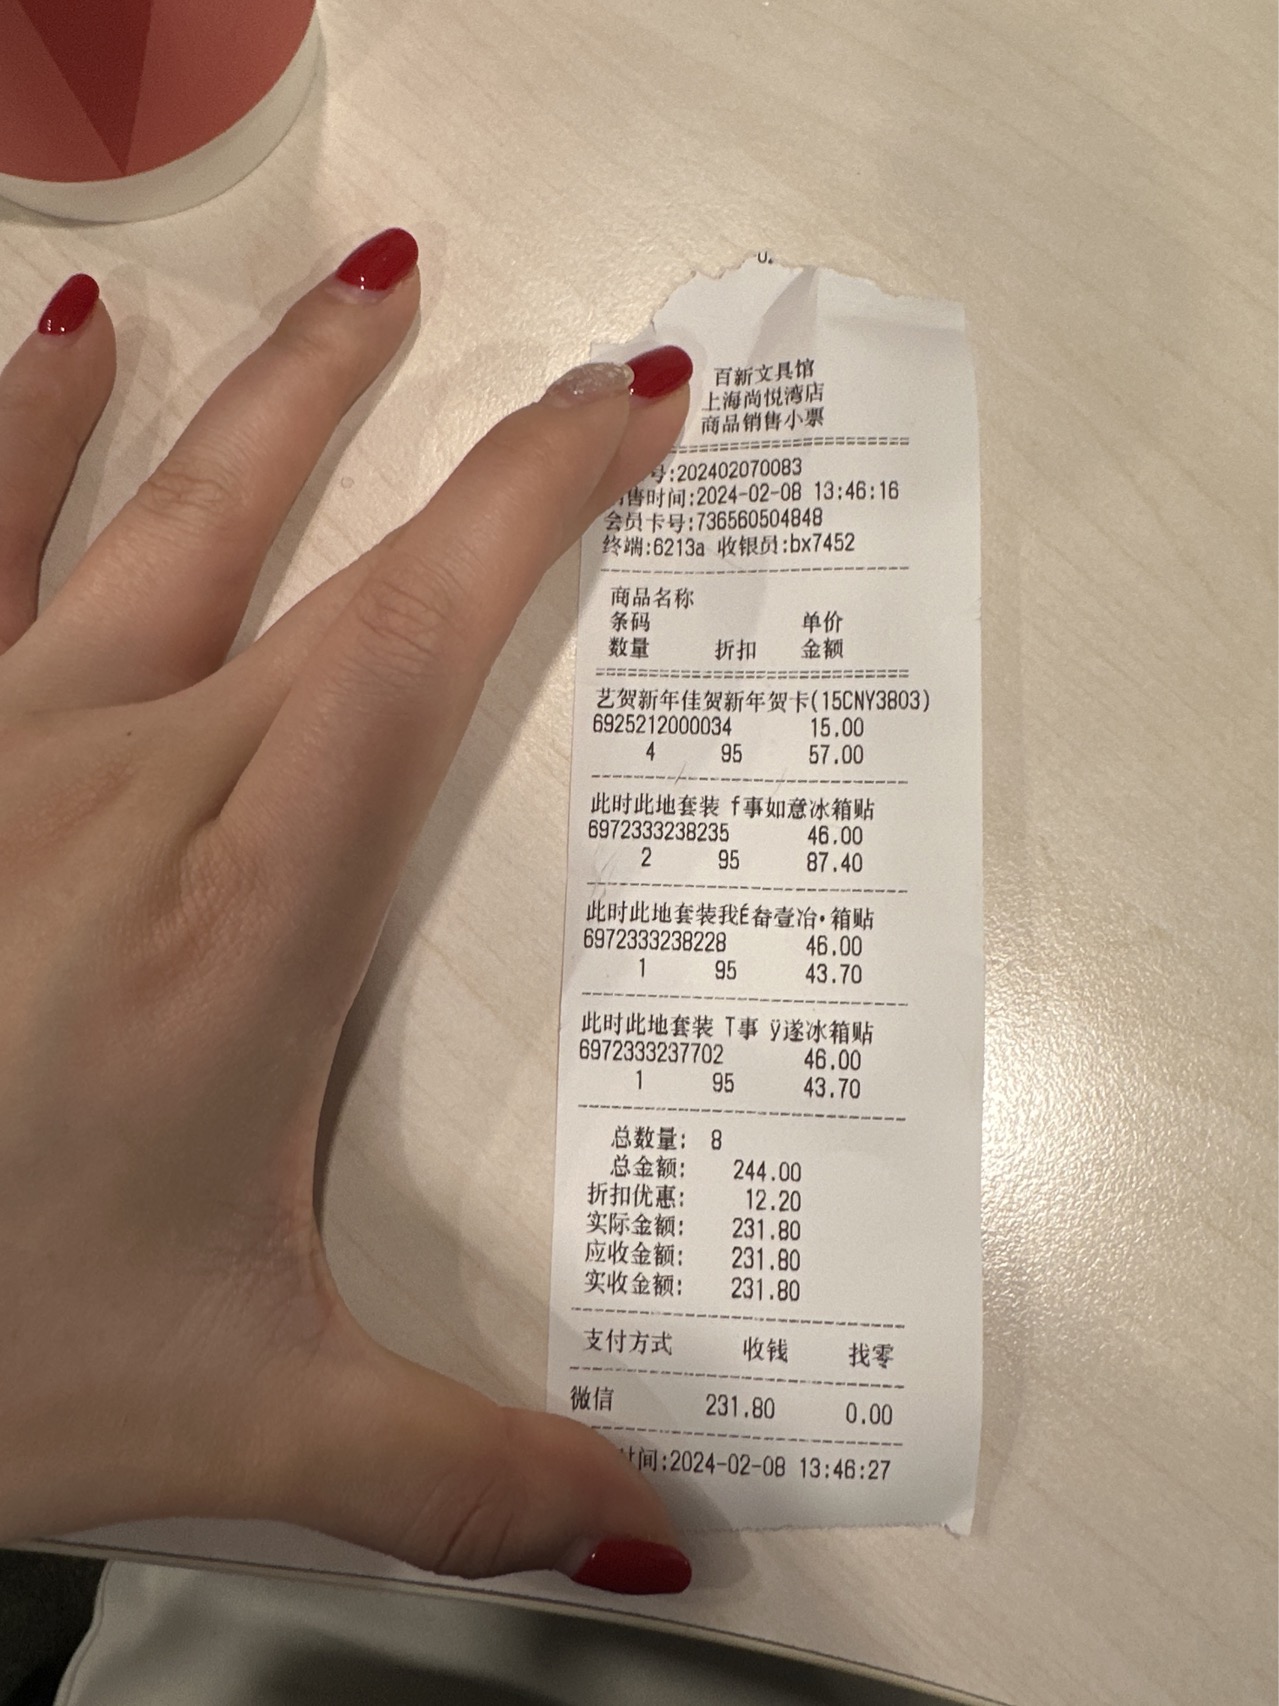 百新文具馆
上海尚悦湾店
商品销售小票
号:202402070083
售时间:2024-02-08 13:46:16
会员卡号:736560504848
终端:6213a 收银员:bx7452
商品名称
条码 单价
数量 折扣 金额
艺贺新年佳贺新年贺卡(15CNY3803)
6925212000034 15.00
4 95 57.00
此时此地套装 f事如意冰箱贴
6972333238235 46.00
2 95 87.40
此时此地套装我É畚壹冶·箱贴
6972333238228 46.00
1 95 43.70
此时此地套装 T事 ÿ遂冰箱贴
6972333237702 46.00
1 95 43.70
总数量: 8
总金额: 244.00
折扣优惠: 12.20
实际金额: 231.80
应收金额: 231.80
实收金额: 231.80
支付方式 收钱 找零
微信 231.80 0.00
时间:2024-02-08 13:46:27